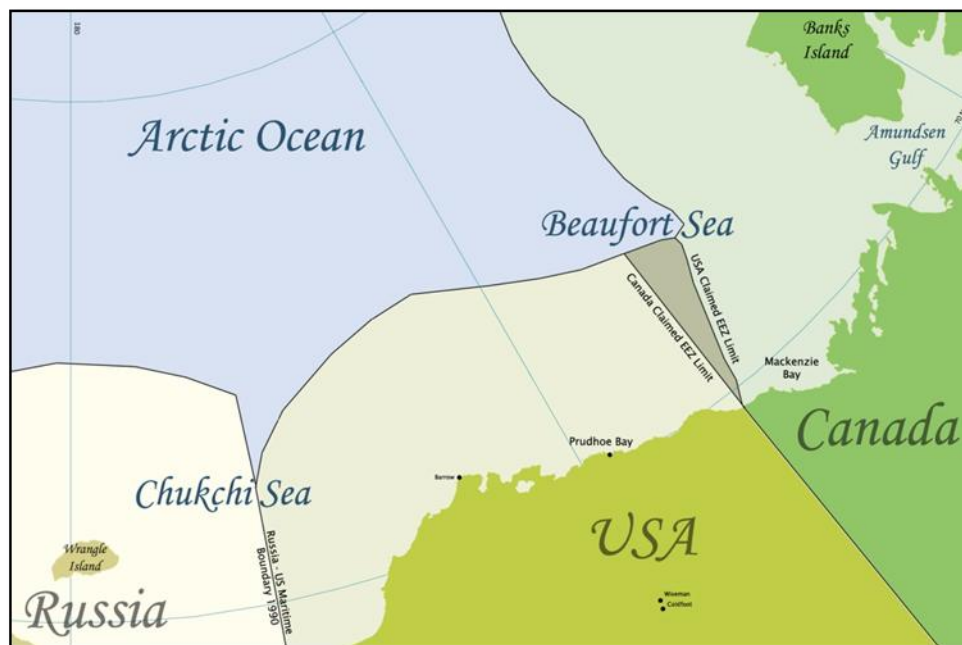 180
Banks
Island
Arctic Ocean
Amundsen
Gulf
Beaufort Sea
USA Claimed EEZ Limit
Canada Claimed EEZ Limit
Mackenzie
Bay
Canada
Prudhoe Bay
Barrow
Chukchi Sea
USA
Russia - US Maritime
Boundary 1990
Wrangle
Island
Wiseman
Coldfoot
Russia